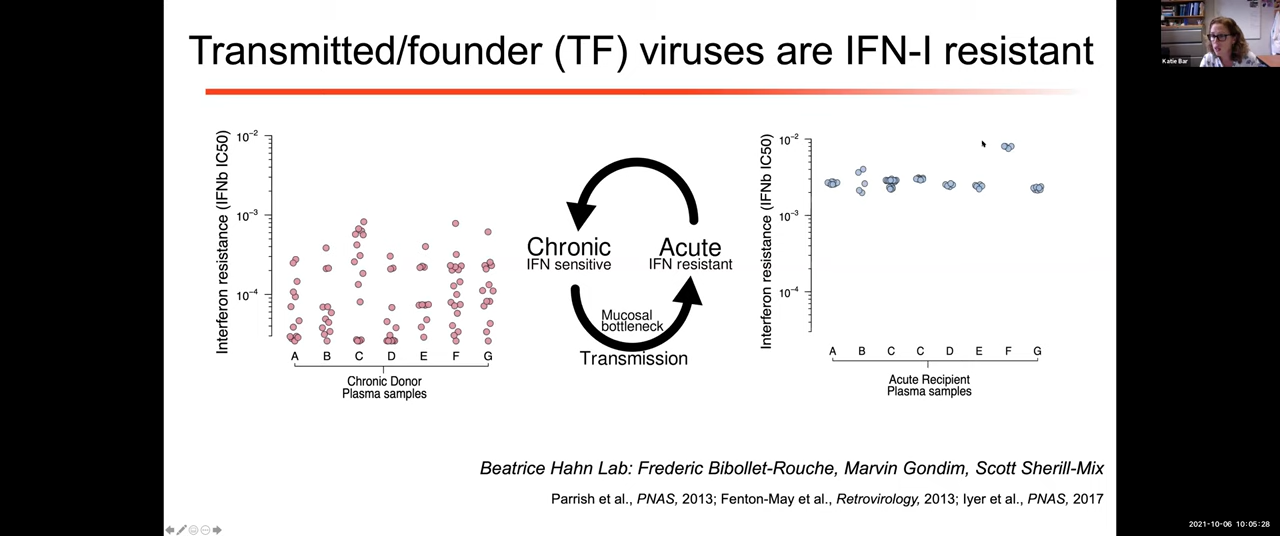 Transmitted/founder (TF) viruses are IFN-I resistant
Katie Bar
Interferon resistance (IFNb IC50)
10-2
10-3
10-4
A B C D E F G
Chronic Donor
Plasma samples
Chronic
IFN sensitive
Acute
IFN resistant
Mucosal
bottleneck
Transmission
Interferon resistance (IFNb IC50)
10-2
10-3
10-4
A B C C D E F G
Acute Recipient
Plasma samples
Beatrice Hahn Lab: Frederic Bibollet-Rouche, Marvin Gondim, Scott Sherill-Mix
Parrish et al., PNAS, 2013; Fenton-May et al., Retrovirology, 2013; Iyer et al., PNAS, 2017
2021-10-06 10:05:28